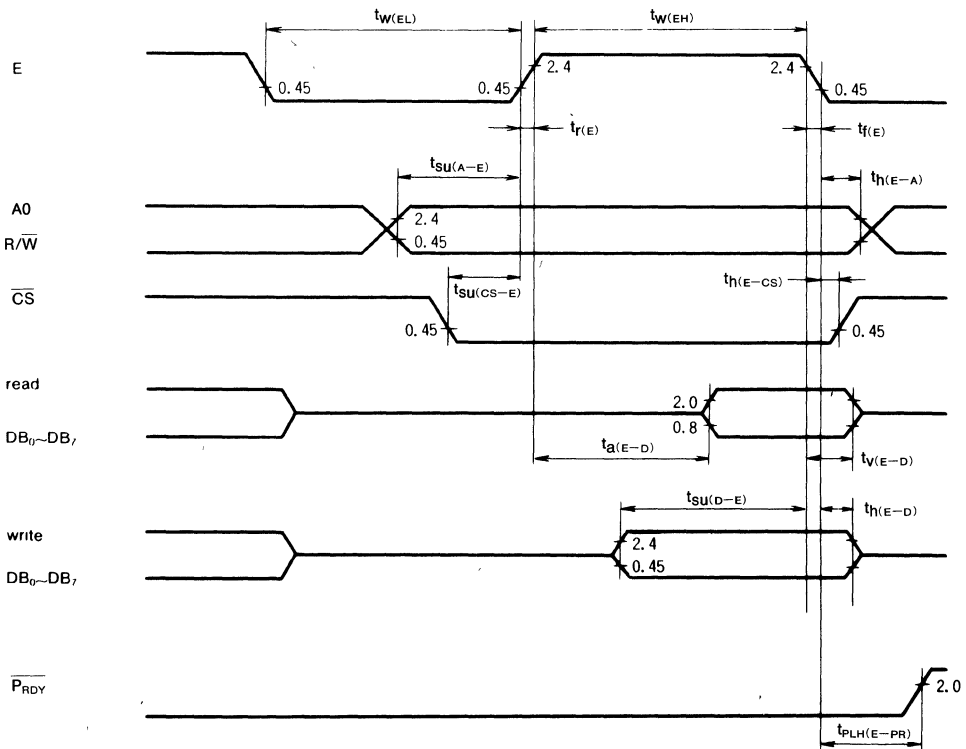 tW(EL)
tW(EH)
E
0.45
0.45
2.4
2.4
0.45
tr(E)
tf(E)
tsu(A-E)
th(E-A)
A0
R/W̅
2.4
0.45
tsu(CS-E)
th(E-CS)
C̅S̅
0.45
0.45
read
DB₀~DB₇
2.0
0.8
ta(E-D)
tv(E-D)
tsu(D-E)
th(E-D)
write
DB₀~DB₇
2.4
0.45
P̅R̅D̅Y̅
2.0
tPLH(E-PR)